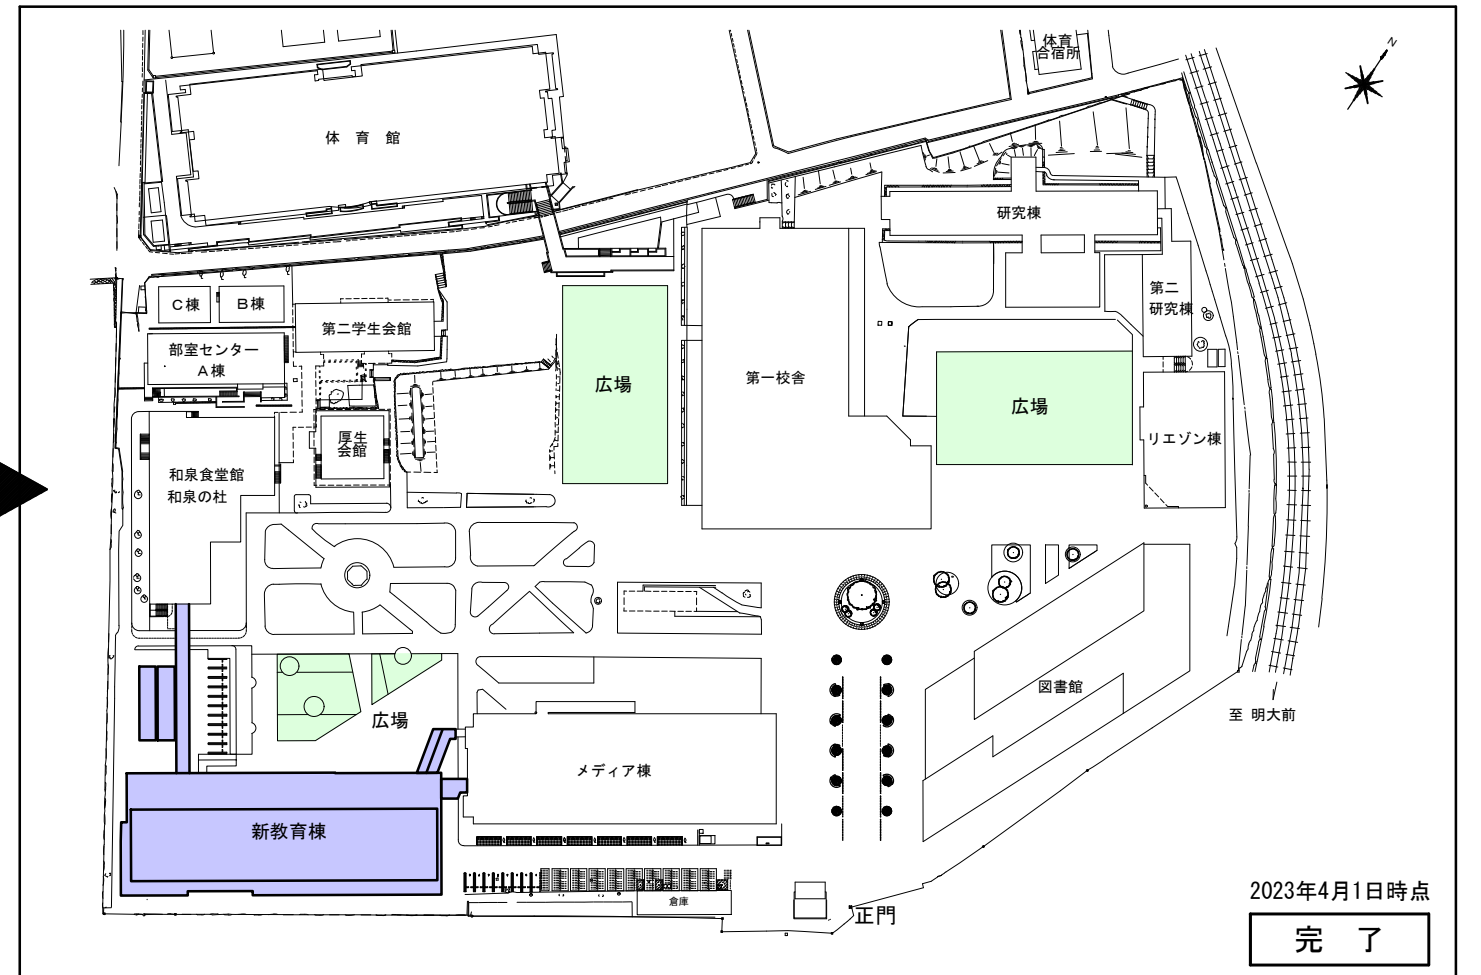 体育
合宿所
N
体 育 館
研究棟
C棟
B棟
第二
研究棟
第二学生会館
部室センター
A棟
広場
第一校舎
広場
厚生
会館
リエゾン棟
和泉食堂館
和泉の杜
図書館
至 明大前
広場
メディア棟
新教育棟
倉庫
正門
2023年4月1日時点
完 了